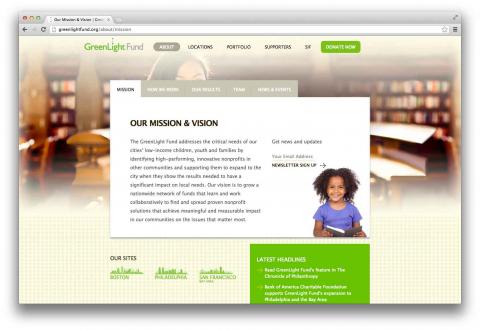 Our Mission & Vision | Gree
greenlightfund.org/about/mission
GreenLight Fund
ABOUT
LOCATIONS
PORTFOLIO
SUPPORTERS
SIF
DONATE NOW
MISSION
HOW WE WORK
OUR RESULTS
TEAM
NEWS & EVENTS
OUR MISSION & VISION
The GreenLight Fund addresses the critical needs of our
cities' low-income children, youth and families by
identifying high-performing, innovative nonprofits in
other communities and supporting them to expand to the
city when they show the results needed to have a
significant impact on local needs. Our vision is to grow a
nationwide network of funds that learn and work
collaboratively to find and spread proven nonprofit
solutions that achieve meaningful and measurable impact
in our communities on the issues that matter most.
Get news and updates
Your Email Address
NEWSLETTER SIGN UP
OUR SITES
BOSTON
PHILADELPHIA
SAN FRANCISCO
BAY AREA
LATEST HEADLINES
Read GreenLight Fund's feature in The
Chronicle of Philanthropy
Bank of America Charitable Foundation
supports GreenLight Fund's expansion to
Philadelphia and the Bay Area